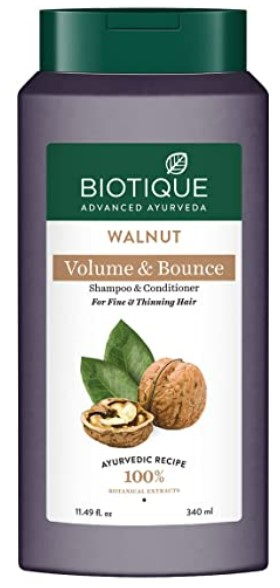 BIOTIQUE
ADVANCED AYURVEDA
WALNUT
Volume & Bounce
Shampoo & Conditioner
For Fine & Thinning Hair
AYURVEDIC RECIPE
100%
BOTANICAL EXTRACTS
11.49 fl. oz 340 ml